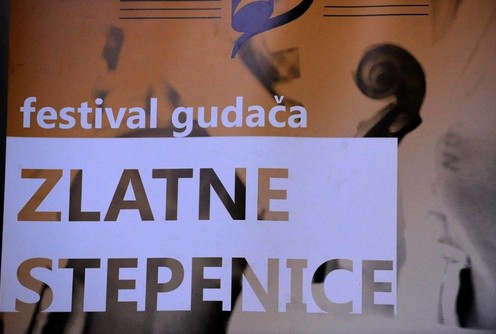 festival gudača
ZLATNE
STEPENICE